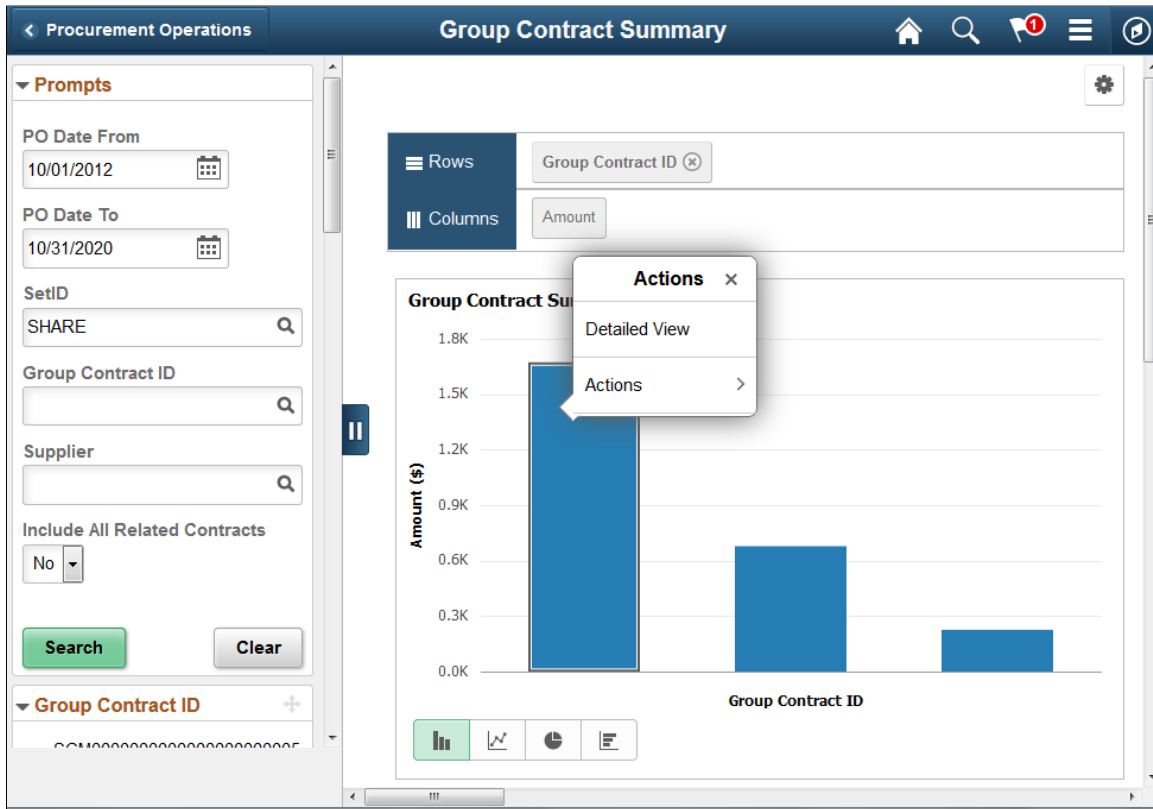 Procurement Operations
Group Contract Summary
1
Prompts
PO Date From
10/01/2012
PO Date To
10/31/2020
SetID
SHARE
Group Contract ID
Supplier
Include All Related Contracts
No
Search
Clear
Group Contract ID
Rows
Group Contract ID
Columns
Amount
Actions
Detailed View
Actions
Group Contract
1.8K
1.5K
1.2K
0.9K
0.6K
0.3K
0.0K
Amount ($)
Group Contract ID